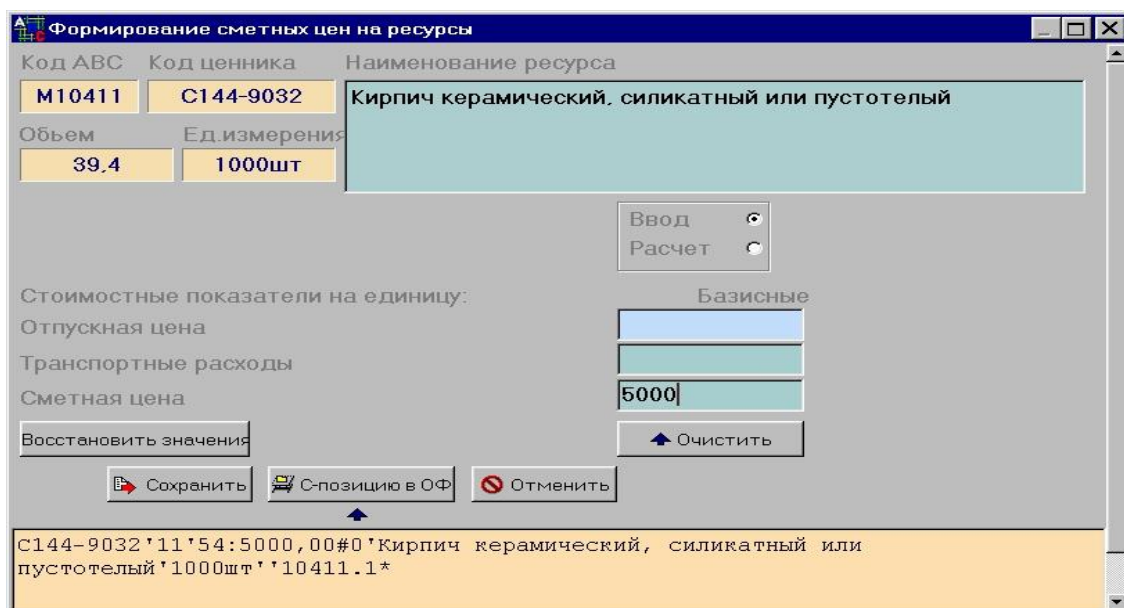 Формирование сметных цен на ресурсы
Код АВС Код ценника Наименование ресурса
М10411 С144-9032 Кирпич керамический, силикатный или пустотелый
Обьем Ед.измерения
39,4 1000шт
Ввод
Расчет
Стоимостные показатели на единицу: Базисные
Отпускная цена
Транспортные расходы
Сметная цена 5000
Восстановить значения Очистить
Сохранить С-позицию в ОФ Отменить
С144-9032'11'54:5000,00#0'Кирпич керамический, силикатный или
пустотелый'1000шт''10411.1*